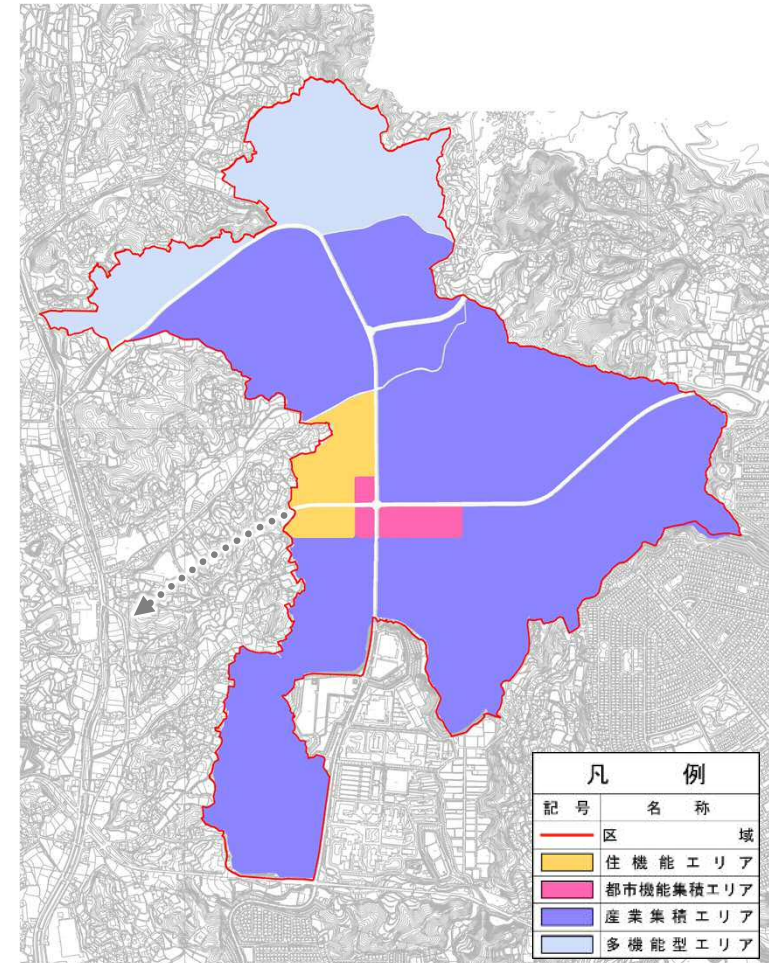 凡 例
記 号 名 称
区 域
住 機 能 エ リ ア
都市機能集積エリア
産 業 集 積 エ リ ア
多 機 能 型 エ リ ア